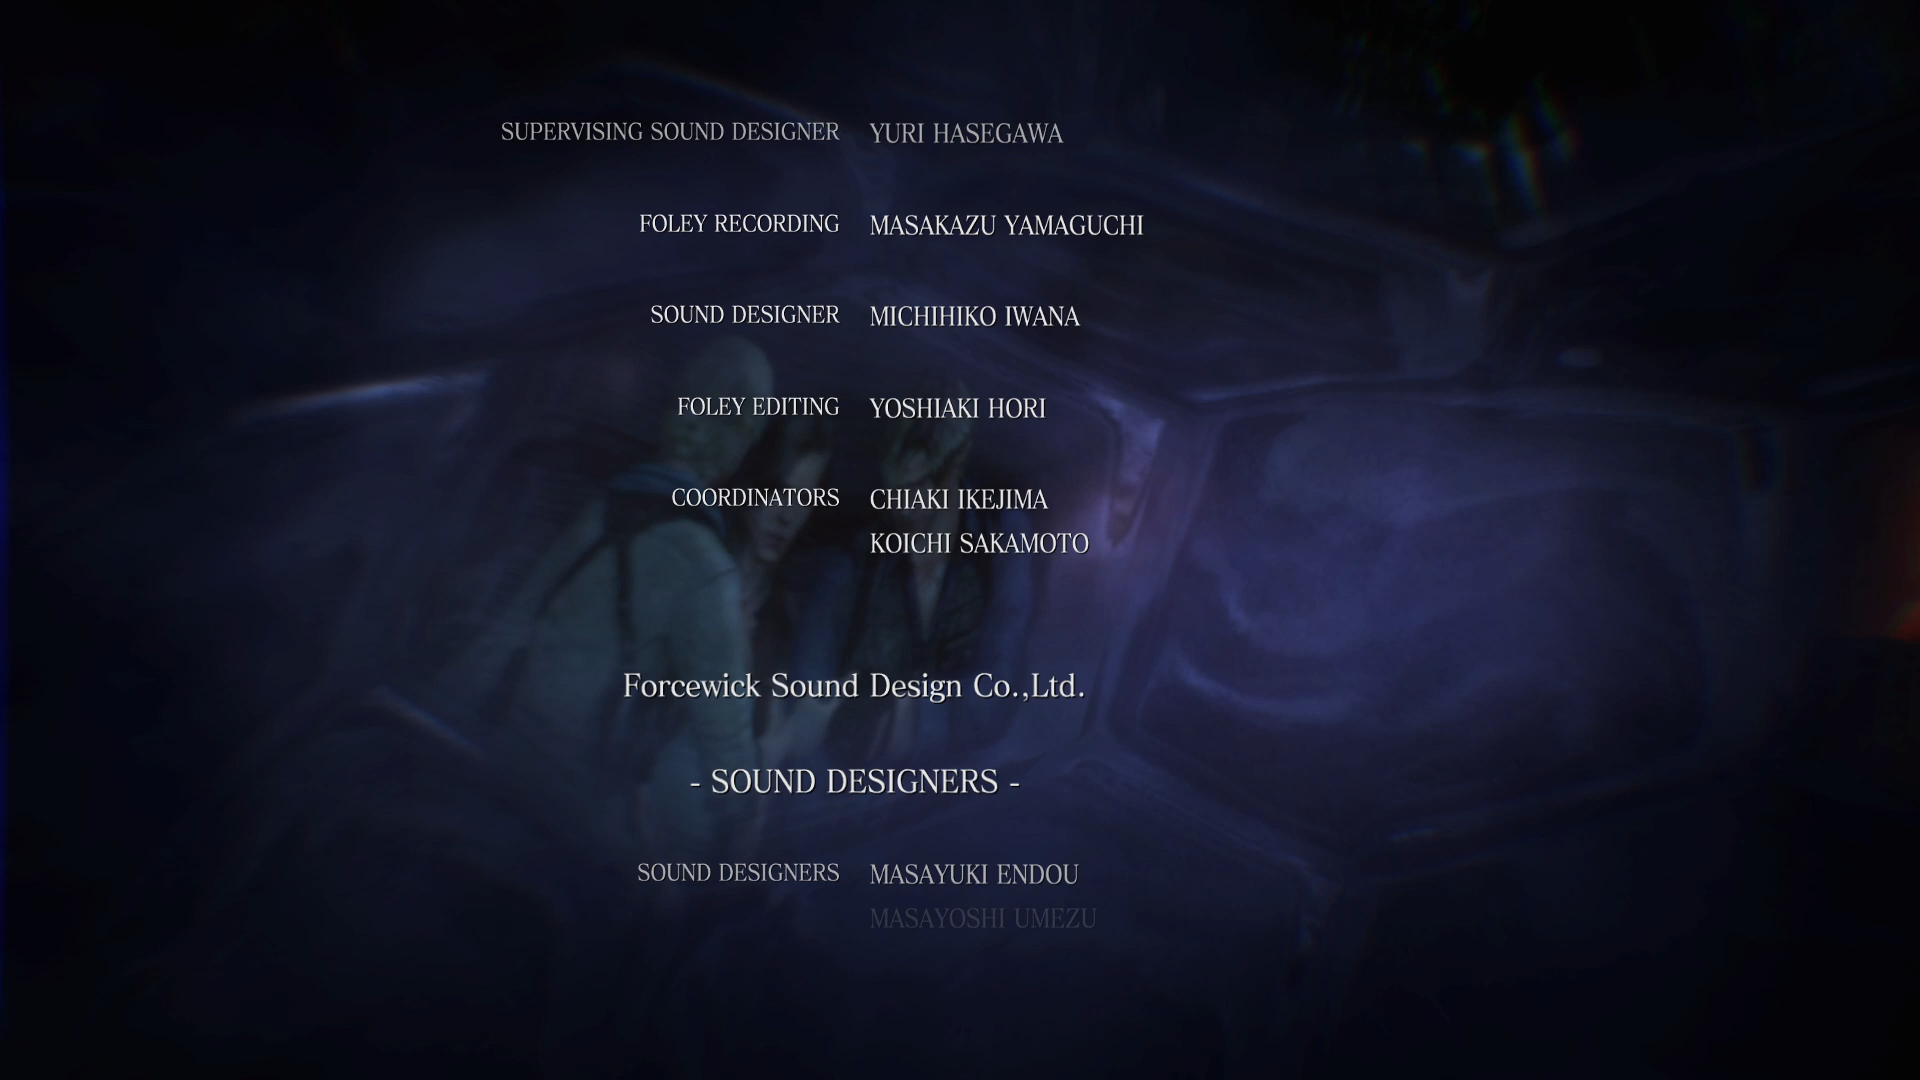 SUPERVISING SOUND DESIGNER YURI HASEGAWA
FOLEY RECORDING MASAKAZU YAMAGUCHI
SOUND DESIGNER MICHIHIKO IWANA
FOLEY EDITING YOSHIAKI HORI
COORDINATORS CHIAKI IKEJIMA
KOICHI SAKAMOTO
Forcewick Sound Design Co.,Ltd.
- SOUND DESIGNERS -
SOUND DESIGNERS MASAYUKI ENDOU
MASAYOSHI UMEZU